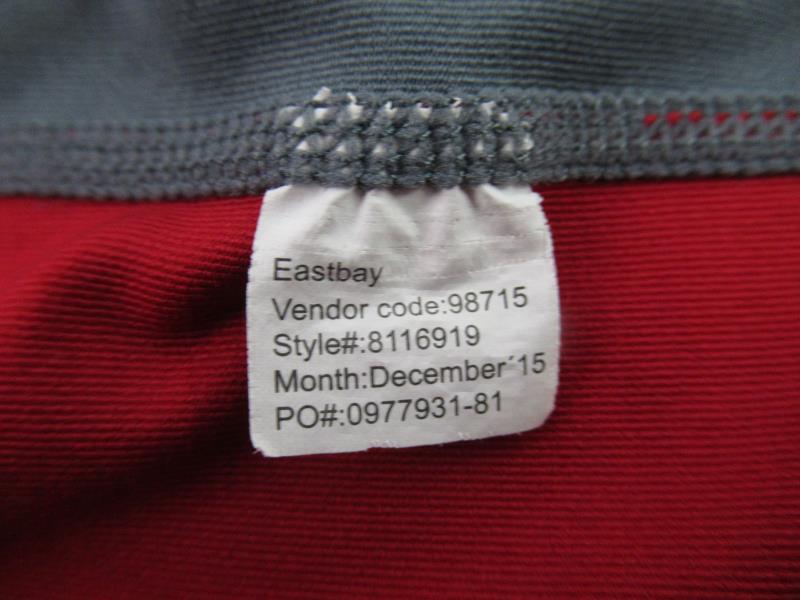 Eastbay
Vendor code:98715
Style#:8116919
Month:December´15
PO#:0977931-81